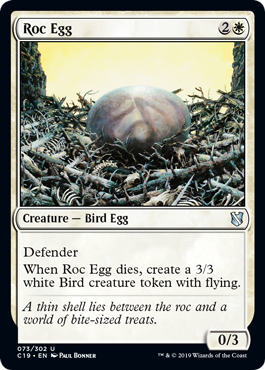 Roc Egg 2
Creature — Bird Egg
Defender
When Roc Egg dies, create a 3/3
white Bird creature token with flying.
A thin shell lies between the roc and a
world of bite-sized treats.
0/3
073/302 U
C19 • EN Paul Bonner
™ & © 2019 Wizards of the Coast